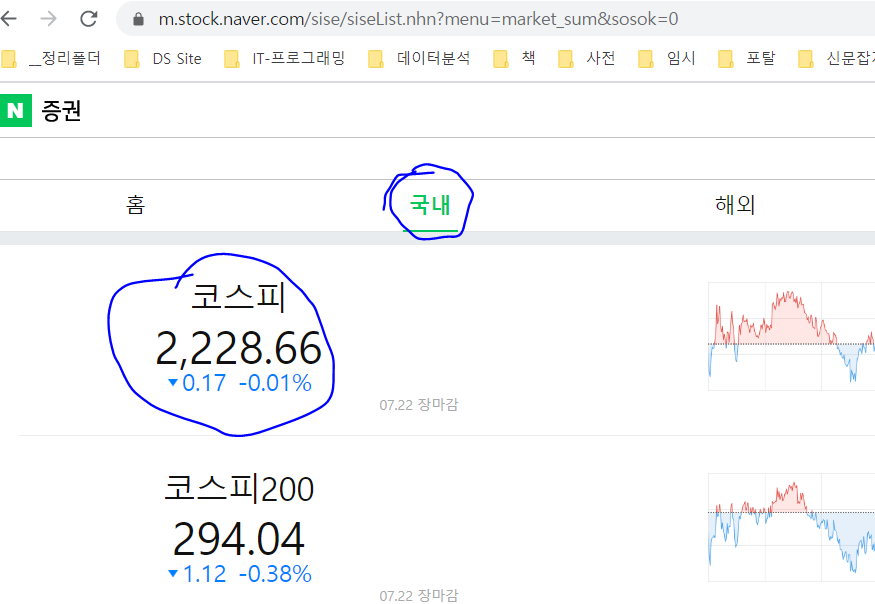 m.stock.naver.com/sise/siseList.nhn?menu=market_sum&sosok=0
__정리폴더 DS Site IT-프로그래밍 데이터분석 책 사전 임시 포탈 신문잡지
N 증권
홈 국내 해외
코스피
2,228.66
▼0.17 -0.01%
07.22 장마감
코스피200
294.04
▼1.12 -0.38%
07.22 장마감